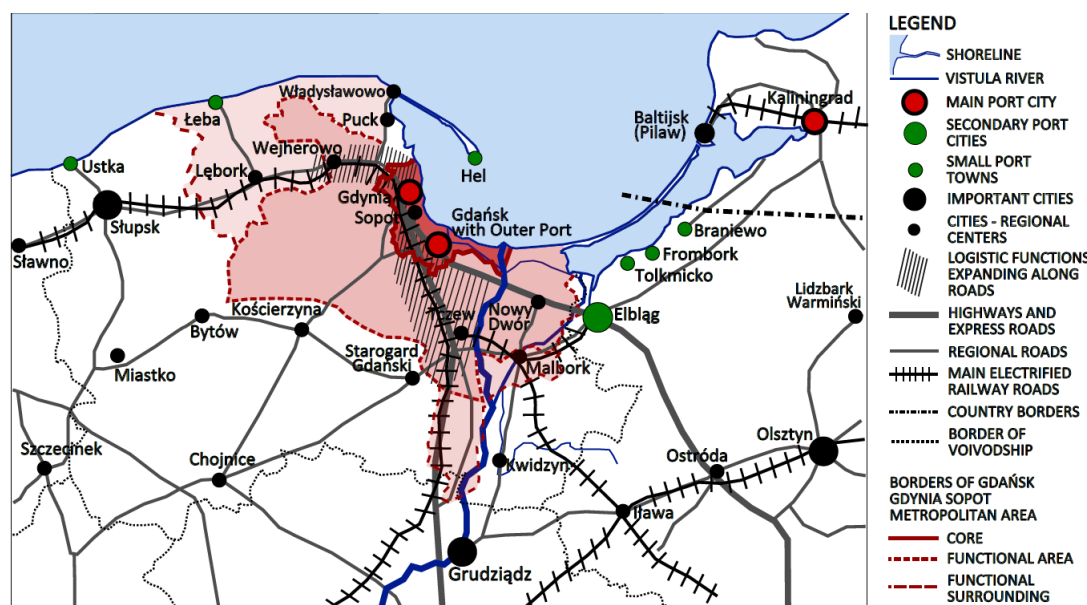 Władysławowo
Kaliningrad
Łeba
Puck
Baltijsk
(Pilaw)
Wejherowo
Ustka
Lębork
Hel
Gdynia
Sopot
Gdańsk
with Outer Port
Braniewo
Słupsk
Frombork
Sławno
Tolkmicko
Lidzbark
Warmiński
Kościerzyna
Nowy
Dwór
Elbląg
Bytów
Tczew
Miastko
Starogard
Gdański
Malbork
Szczecinek
Chojnice
Kwidzyn
Ostróda
Olsztyn
Iława
Grudziądz
LEGEND
SHORELINE
VISTULA RIVER
MAIN PORT CITY
SECONDARY PORT
CITIES
SMALL PORT
TOWNS
IMPORTANT CITIES
CITIES - REGIONAL
CENTERS
LOGISTIC FUNCTIONS
EXPANDING ALONG
ROADS
HIGHWAYS AND
EXPRESS ROADS
REGIONAL ROADS
MAIN ELECTRIFIED
RAILWAY ROADS
COUNTRY BORDERS
BORDER OF
VOIVODSHIP
BORDERS OF GDAŃSK
GDYNIA SOPOT
METROPOLITAN AREA
CORE
FUNCTIONAL AREA
FUNCTIONAL
SURROUNDING